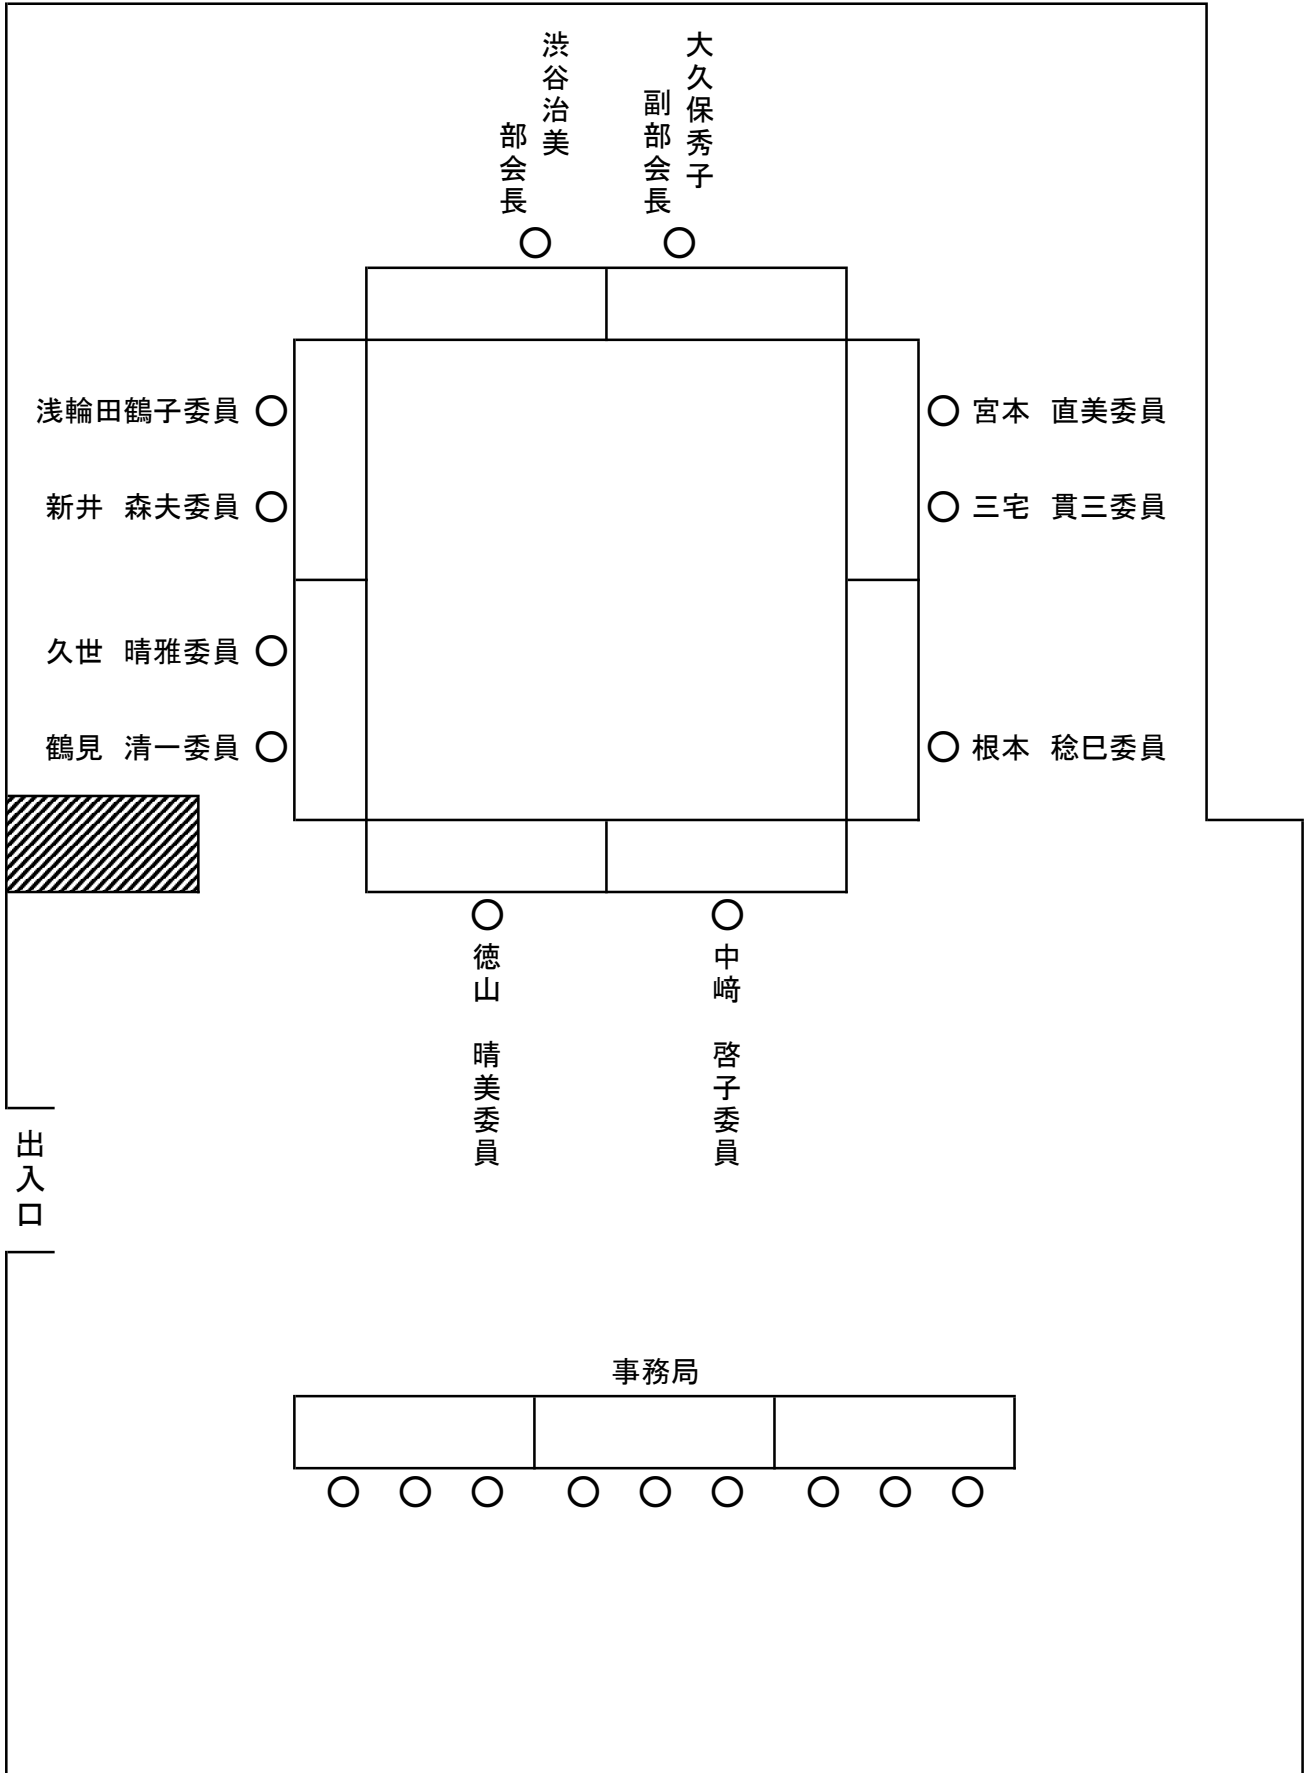 大久保秀子
副部会長
渋谷治美
部会長
浅輪田鶴子委員
宮本 直美委員
新井 森夫委員
三宅 貫三委員
久世 晴雅委員
鶴見 清一委員
根本 稔巳委員
中﨑 啓子委員
徳山 晴美委員
出入口
事務局